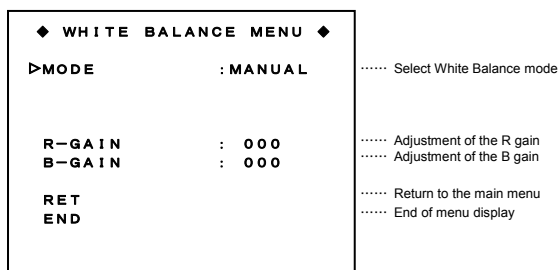 ◆ WHITE BALANCE MENU ◆
▷MODE :MANUAL ⋯⋯ Select White Balance mode
R−GAIN : 000 ⋯⋯ Adjustment of the R gain
B−GAIN : 000 ⋯⋯ Adjustment of the B gain
RET ⋯⋯ Return to the main menu
END ⋯⋯ End of menu display